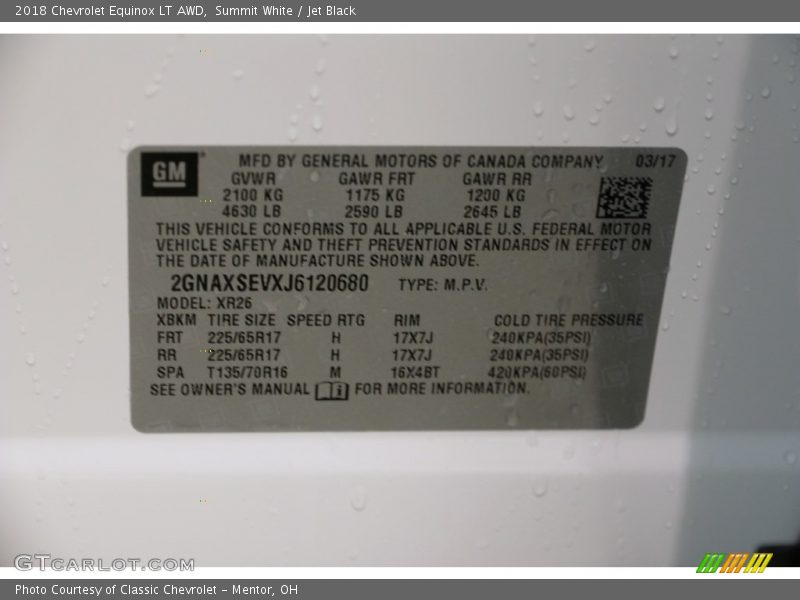 2018 Chevrolet Equinox LT AWD,  Summit White / Jet Black
GM
MFD BY GENERAL MOTORS OF CANADA COMPANY 03/17
GVWR GAWR FRT GAWR RR
2100 KG 1175 KG 1200 KG
4630 LB 2590 LB 2645 LB
THIS VEHICLE CONFORMS TO ALL APPLICABLE U.S. FEDERAL MOTOR
VEHICLE SAFETY AND THEFT PREVENTION STANDARDS IN EFFECT ON
THE DATE OF MANUFACTURE SHOWN ABOVE.
2GNAXSEVXJ6120680 TYPE: M.P.V.
MODEL: XR26
XBKM TIRE SIZE SPEED RTG RIM COLD TIRE PRESSURE
FRT 225/65R17 H 17X7J 240KPA(35PSI)
RR 225/65R17 H 17X7J 240KPA(35PSI)
SPA T135/70R16 M 16X4BT 420KPA(60PSI)
SEE OWNER'S MANUAL FOR MORE INFORMATION.
GTCARLOT.COM
Photo Courtesy of Classic Chevrolet - Mentor, OH